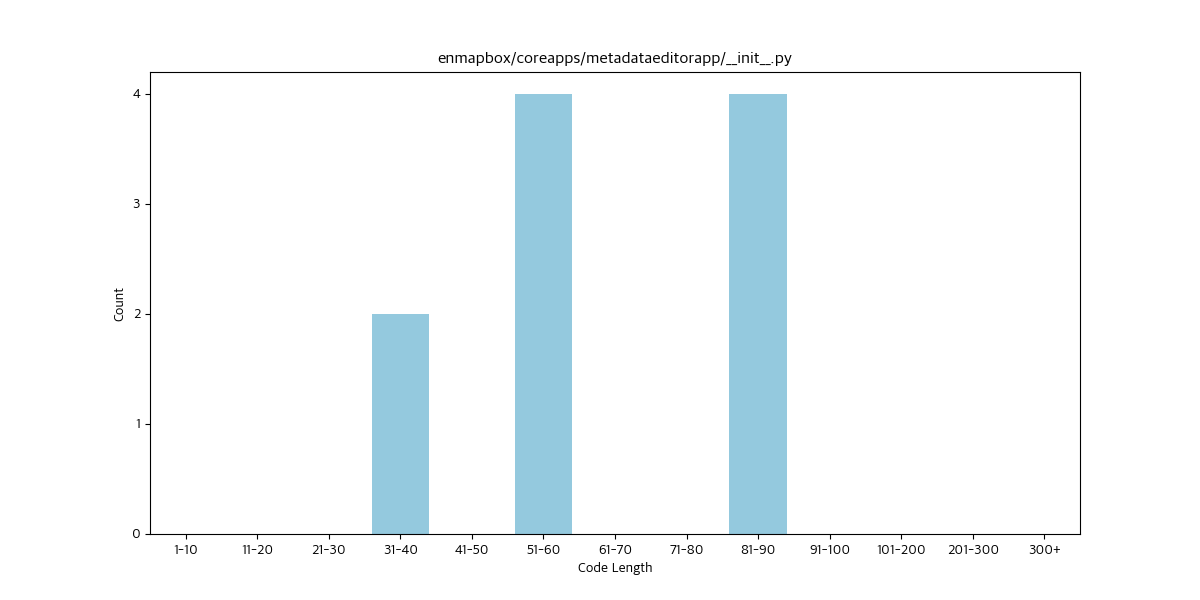 enmapbox/coreapps/metadataeditorapp/__init__.py
Count
4
3
2
1
0
1-10 11-20 21-30 31-40 41-50 51-60 61-70 71-80 81-90 91-100 101-200 201-300 300+
Code Length